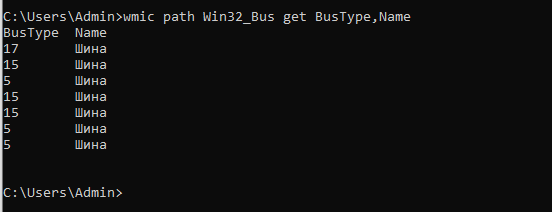 C:\Users\Admin>wmic path Win32_Bus get BusType,Name
BusType  Name
17       Шина
15       Шина
5        Шина
15       Шина
15       Шина
5        Шина
5        Шина
C:\Users\Admin>